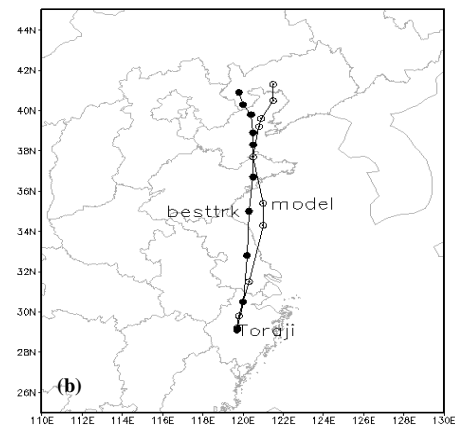 44N
42N
40N
38N
36N
besttrk model
34N
32N
30N
Toraji
28N
26N
(b)
110E 112E 114E 116E 118E 120E 122E 124E 126E 128E 130E